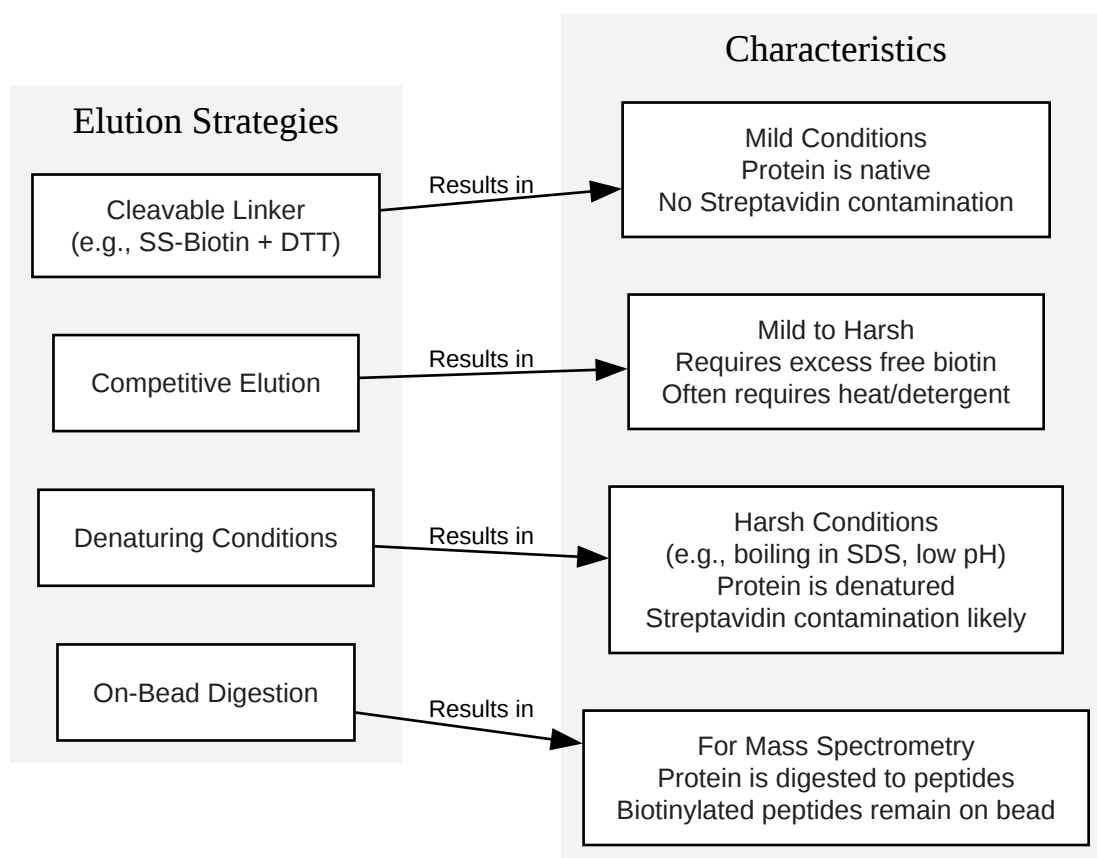 Elution Strategies
Cleavable Linker
(e.g., SS-Biotin + DTT)
Competitive Elution
Denaturing Conditions
On-Bead Digestion
Results in
Results in
Results in
Results in
Characteristics
Mild Conditions
Protein is native
No Streptavidin contamination
Mild to Harsh
Requires excess free biotin
Often requires heat/detergent
Harsh Conditions
(e.g., boiling in SDS, low pH)
Protein is denatured
Streptavidin contamination likely
For Mass Spectrometry
Protein is digested to peptides
Biotinylated peptides remain on bead